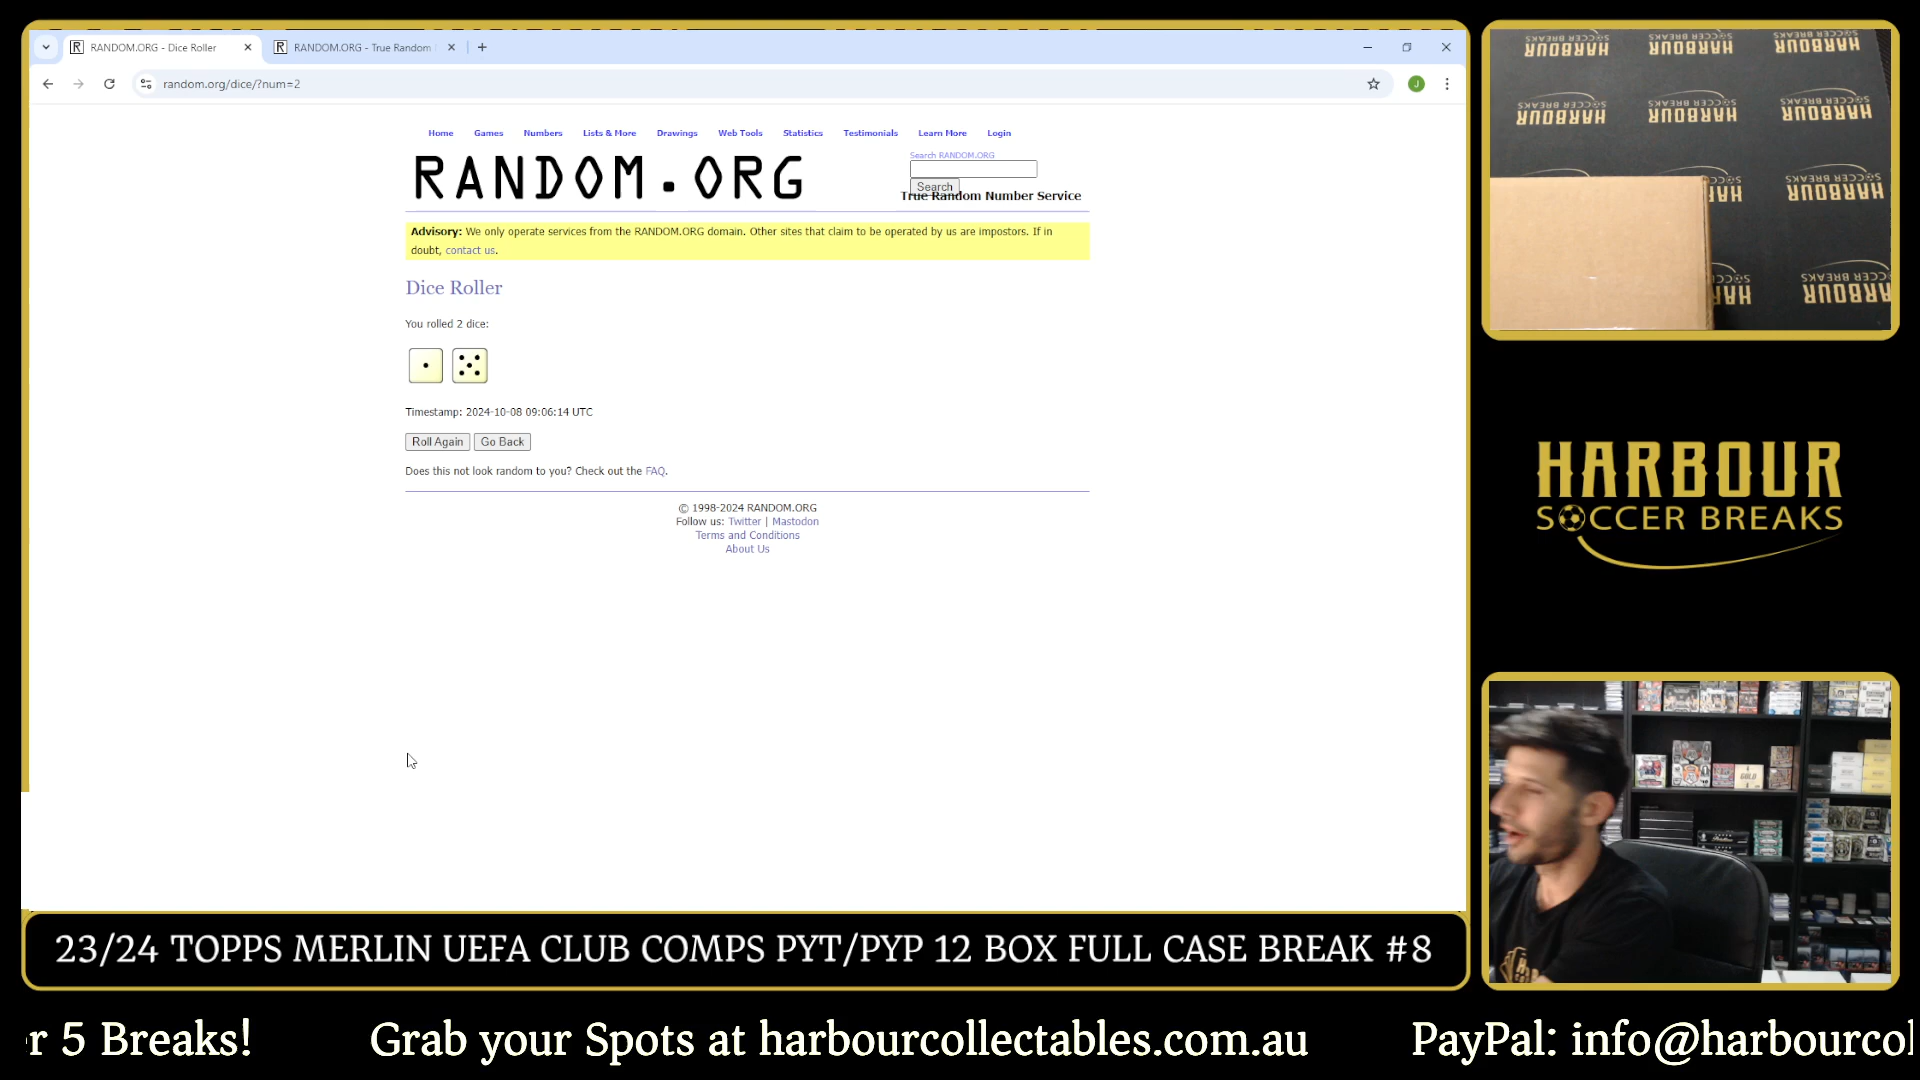 RANDOM.ORG - Dice Roller
RANDOM.ORG - True Random
random.org/dice/?num=2
J
Home Games Numbers Lists & More Drawings Web Tools Statistics Testimonials Learn More Login
RANDOM.ORG
Search RANDOM.ORG
Search
True Random Number Service
Advisory: We only operate services from the RANDOM.ORG domain. Other sites that claim to be operated by us are impostors. If in
doubt, contact us.
Dice Roller
You rolled 2 dice:
Timestamp: 2024-10-08 09:06:14 UTC
Roll Again Go Back
Does this not look random to you? Check out the FAQ.
© 1998-2024 RANDOM.ORG
Follow us: Twitter | Mastodon
Terms and Conditions
About Us
HARBOUR
SOCCER BREAKS
HARBOUR
SOCCER BREAKS
23/24 TOPPS MERLIN UEFA CLUB COMPS PYT/PYP 12 BOX FULL CASE BREAK #8
r 5 Breaks! Grab your Spots at harbourcollectables.com.au PayPal: info@harbourcol